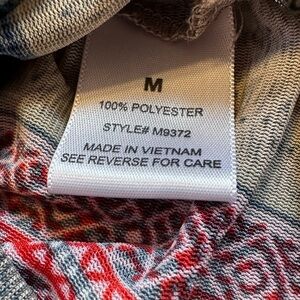 M
100% POLYESTER
STYLE# M9372
MADE IN VIETNAM
SEE REVERSE FOR CARE